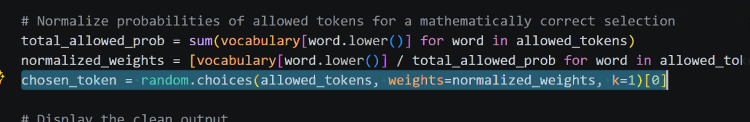 # Normalize probabilities of allowed tokens for a mathematically correct selection
total_allowed_prob = sum(vocabulary[word.lower()] for word in allowed_tokens)
normalized_weights = [vocabulary[word.lower()] / total_allowed_prob for word in allowed_to
chosen_token = random.choices(allowed_tokens, weights=normalized_weights, k=1)[0]
# Display the clean output